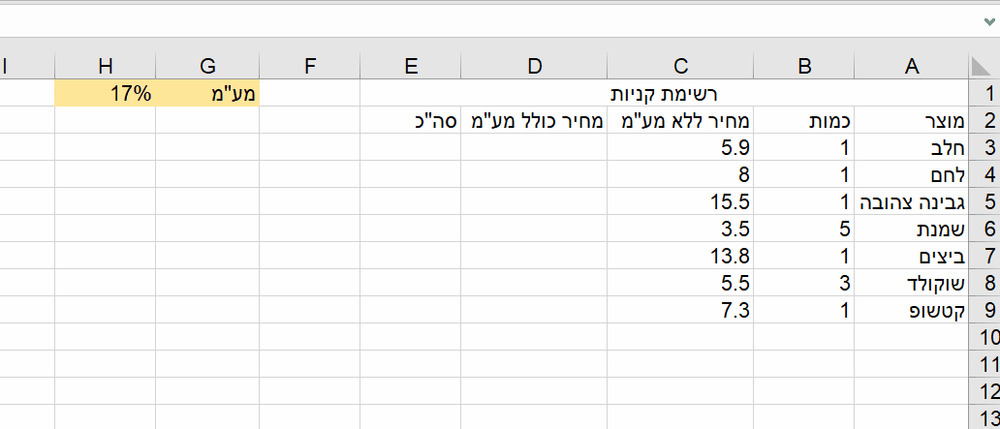 A B C D E F G H I
1 רשימת קניות מע"מ 17%
2 מוצר כמות מחיר ללא מע"מ מחיר כולל מע"מ סה"כ
3 חלב 1 5.9
4 לחם 1 8
5 גבינה צהובה 1 15.5
6 שמנת 5 3.5
7 ביצים 1 13.8
8 שוקולד 3 5.5
9 קטשופ 1 7.3
10
11
12
13